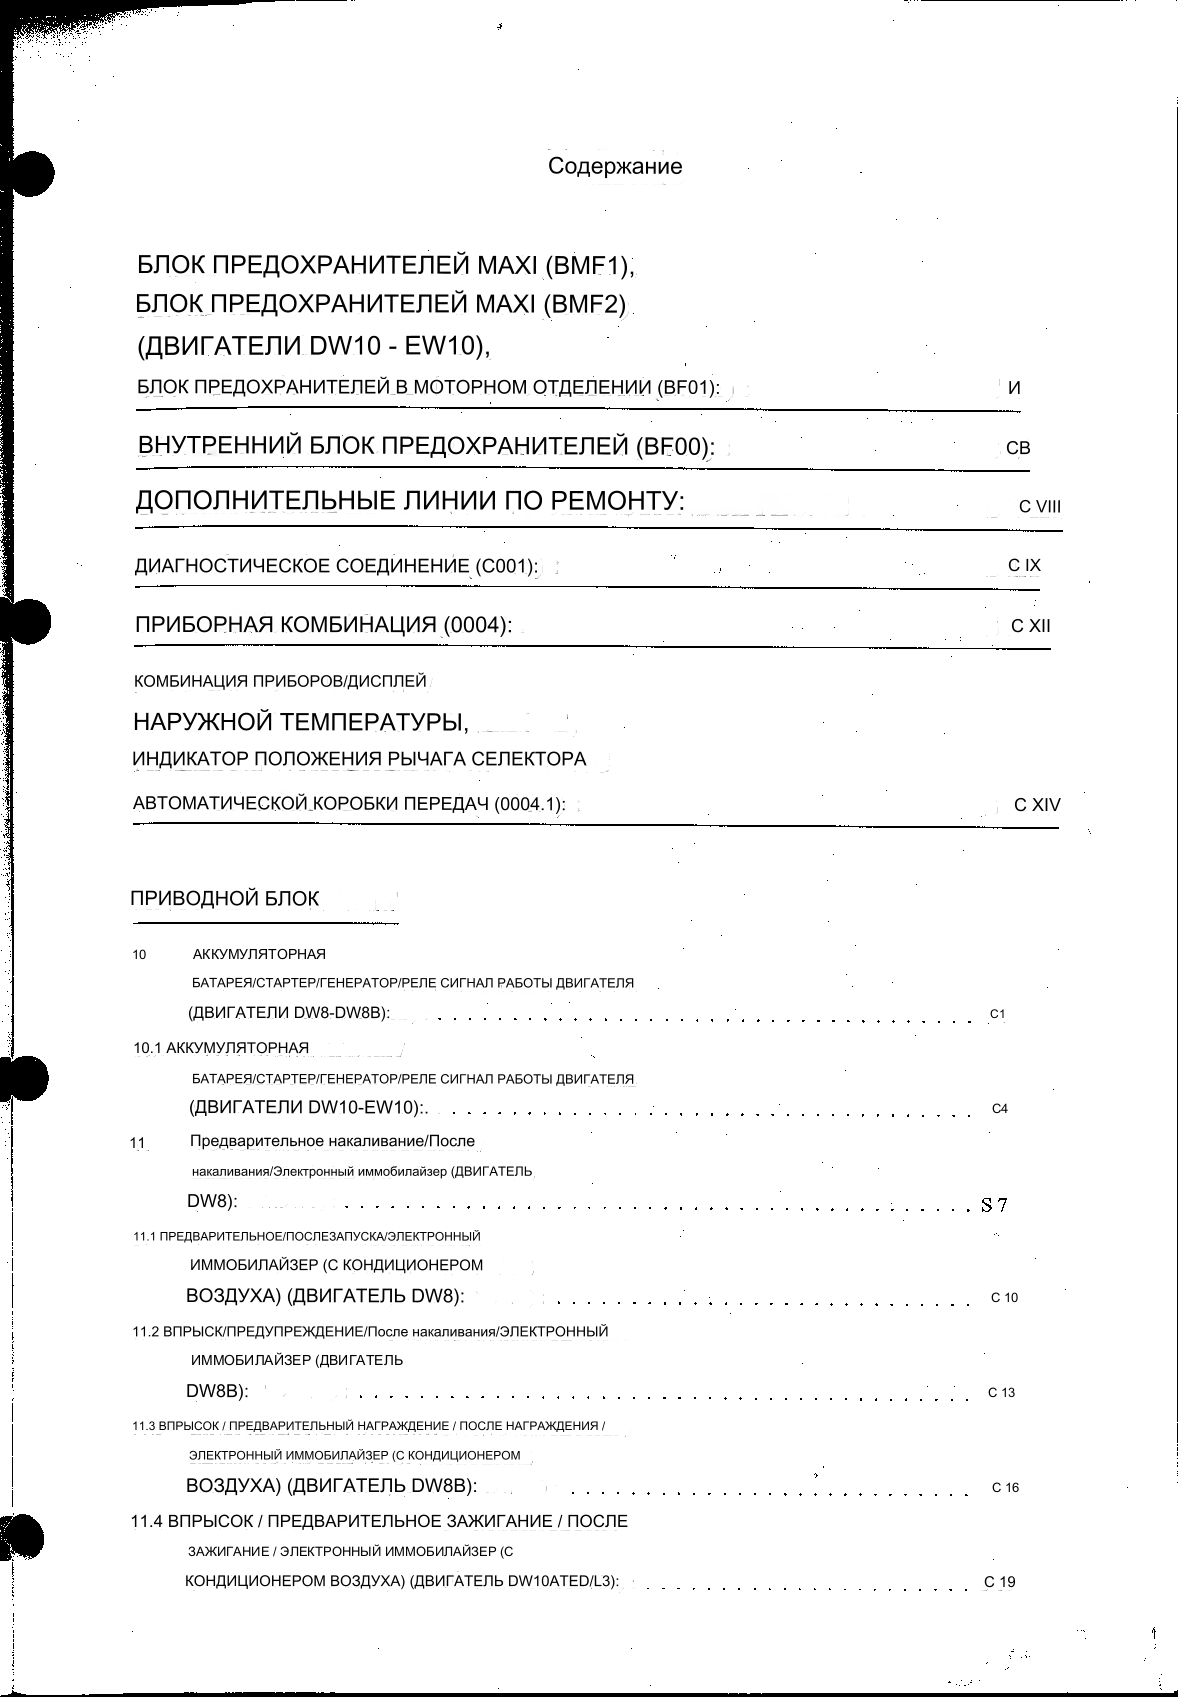 Содержание
БЛОК ПРЕДОХРАНИТЕЛЕЙ MAXI (BMF1),
БЛОК ПРЕДОХРАНИТЕЛЕЙ MAXI (BMF2)
(ДВИГАТЕЛИ DW10 - EW10),
БЛОК ПРЕДОХРАНИТЕЛЕЙ В МОТОРНОМ ОТДЕЛЕНИИ (BF01): И
ВНУТРЕННИЙ БЛОК ПРЕДОХРАНИТЕЛЕЙ (BF00): СВ
ДОПОЛНИТЕЛЬНЫЕ ЛИНИИ ПО РЕМОНТУ: С VIII
ДИАГНОСТИЧЕСКОЕ СОЕДИНЕНИЕ (С001): С IX
ПРИБОРНАЯ КОМБИНАЦИЯ (0004): С XII
КОМБИНАЦИЯ ПРИБОРОВ/ДИСПЛЕЙ
НАРУЖНОЙ ТЕМПЕРАТУРЫ,
ИНДИКАТОР ПОЛОЖЕНИЯ РЫЧАГА СЕЛЕКТОРА
АВТОМАТИЧЕСКОЙ КОРОБКИ ПЕРЕДАЧ (0004.1): С XIV
ПРИВОДНОЙ БЛОК
10 АККУМУЛЯТОРНАЯ
БАТАРЕЯ/СТАРТЕР/ГЕНЕРАТОР/РЕЛЕ СИГНАЛ РАБОТЫ ДВИГАТЕЛЯ
(ДВИГАТЕЛИ DW8-DW8B): С1
10.1 АККУМУЛЯТОРНАЯ
БАТАРЕЯ/СТАРТЕР/ГЕНЕРАТОР/РЕЛЕ СИГНАЛ РАБОТЫ ДВИГАТЕЛЯ
(ДВИГАТЕЛИ DW10-EW10):. С4
11 Предварительное накаливание/После
накаливания/Электронный иммобилайзер (ДВИГАТЕЛЬ
DW8): S 7
11.1 ПРЕДВАРИТЕЛЬНОЕ/ПОСЛЕЗАПУСКА/ЭЛЕКТРОННЫЙ
ИММОБИЛАЙЗЕР (С КОНДИЦИОНЕРОМ
ВОЗДУХА) (ДВИГАТЕЛЬ DW8): С 10
11.2 ВПРЫСК/ПРЕДУПРЕЖДЕНИЕ/После накаливания/ЭЛЕКТРОННЫЙ
ИММОБИЛАЙЗЕР (ДВИГАТЕЛЬ
DW8B): С 13
11.3 ВПРЫСОК / ПРЕДВАРИТЕЛЬНЫЙ НАГРАЖДЕНИЕ / ПОСЛЕ НАГРАЖДЕНИЯ /
ЭЛЕКТРОННЫЙ ИММОБИЛАЙЗЕР (С КОНДИЦИОНЕРОМ
ВОЗДУХА) (ДВИГАТЕЛЬ DW8B): С 16
11.4 ВПРЫСОК / ПРЕДВАРИТЕЛЬНОЕ ЗАЖИГАНИЕ / ПОСЛЕ
ЗАЖИГАНИЕ / ЭЛЕКТРОННЫЙ ИММОБИЛАЙЗЕР (С
КОНДИЦИОНЕРОМ ВОЗДУХА) (ДВИГАТЕЛЬ DW10ATED/L3): С 19